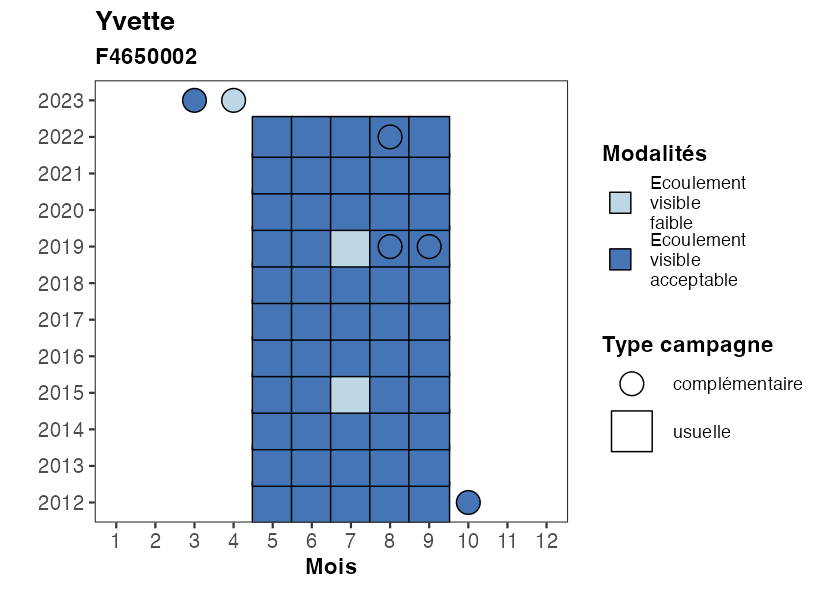 Yvette
F4650002
2023
2022
2021
2020
2019
2018
2017
2016
2015
2014
2013
2012
1 2 3 4 5 6 7 8 9 10 11 12
Mois
Modalités
Ecoulement
visible
faible
Ecoulement
visible
acceptable
Type campagne
complémentaire
usuelle